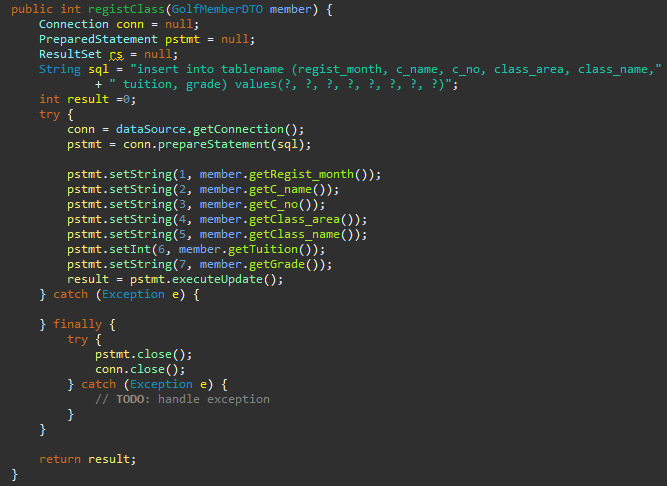 public int registClass(GolfMemberDTO member) {
Connection conn = null;
PreparedStatement pstmt = null;
ResultSet rs = null;
String sql = "insert into tablename (regist_month, c_name, c_no, class_area, class_name,"
+ " tuition, grade) values(?, ?, ?, ?, ?, ?, ?, ?)";
int result =0;
try {
conn = dataSource.getConnection();
pstmt = conn.prepareStatement(sql);
pstmt.setString(1, member.getRegist_month());
pstmt.setString(2, member.getC_name());
pstmt.setString(3, member.getC_no());
pstmt.setString(4, member.getClass_area());
pstmt.setString(5, member.getClass_name());
pstmt.setInt(6, member.getTuition());
pstmt.setString(7, member.getGrade());
result = pstmt.executeUpdate();
} catch (Exception e) {
} finally {
try {
pstmt.close();
conn.close();
} catch (Exception e) {
// TODO: handle exception
}
}
return result;
}